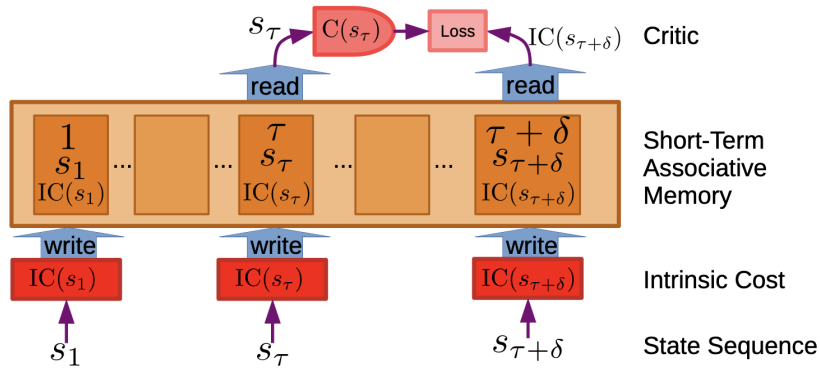 s_τ C(s_τ) Loss IC(s_{τ+δ}) Critic
read read
1 τ τ + δ Short-Term
s_1 ... ... s_τ ... ... s_{τ+δ} Associative
IC(s_1) IC(s_τ) IC(s_{τ+δ}) Memory
write write write
IC(s_1) IC(s_τ) IC(s_{τ+δ}) Intrinsic Cost
s_1 s_τ s_{τ+δ} State Sequence